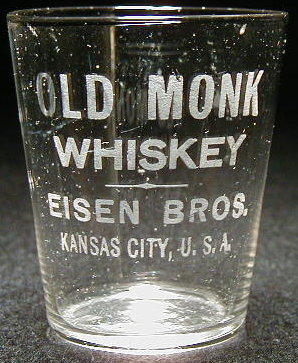 OLD MONK
WHISKEY
EISEN BROS.
KANSAS CITY, U.S.A.